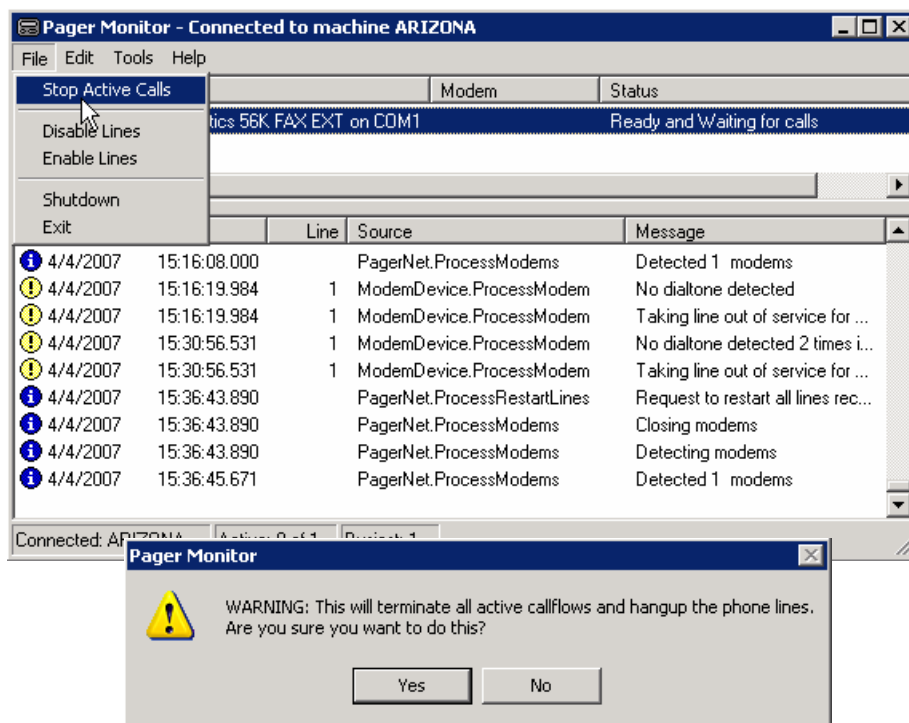 Pager Monitor - Connected to machine ARIZONA
File Edit Tools Help
Stop Active Calls
Disable Lines
Enable Lines
Shutdown
Exit
Modem Status
tics 56K FAX EXT on COM1 Ready and Waiting for calls
Line Source Message
4/4/2007 15:16:08.000 PagerNet.ProcessModems Detected 1 modems
4/4/2007 15:16:19.984 1 ModemDevice.ProcessModem No dialtone detected
4/4/2007 15:16:19.984 1 ModemDevice.ProcessModem Taking line out of service for ...
4/4/2007 15:30:56.531 1 ModemDevice.ProcessModem No dialtone detected 2 times i...
4/4/2007 15:30:56.531 1 ModemDevice.ProcessModem Taking line out of service for ...
4/4/2007 15:36:43.890 PagerNet.ProcessRestartLines Request to restart all lines rec...
4/4/2007 15:36:43.890 PagerNet.ProcessModems Closing modems
4/4/2007 15:36:43.890 PagerNet.ProcessModems Detecting modems
4/4/2007 15:36:45.671 PagerNet.ProcessModems Detected 1 modems
Connected: ARIZONA
Pager Monitor
WARNING: This will terminate all active callflows and hangup the phone lines.
Are you sure you want to do this?
Yes No